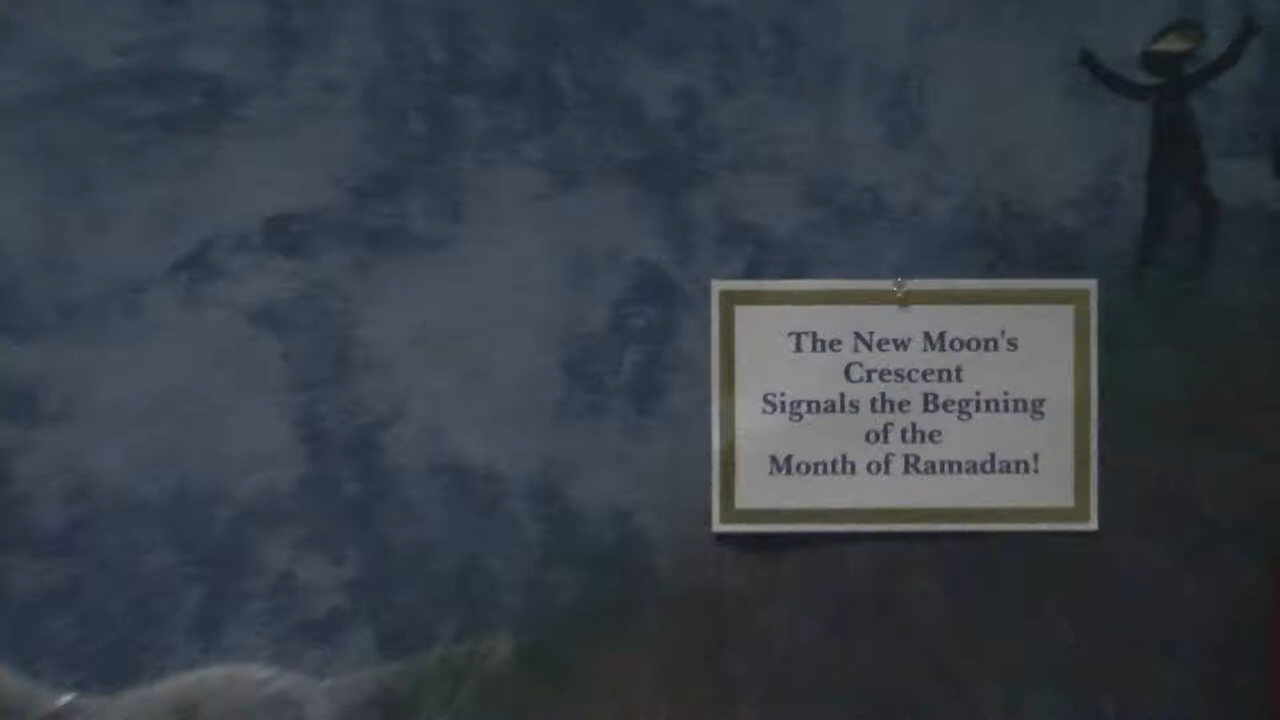 The New Moon's
Crescent
Signals the Begining
of the
Month of Ramadan!